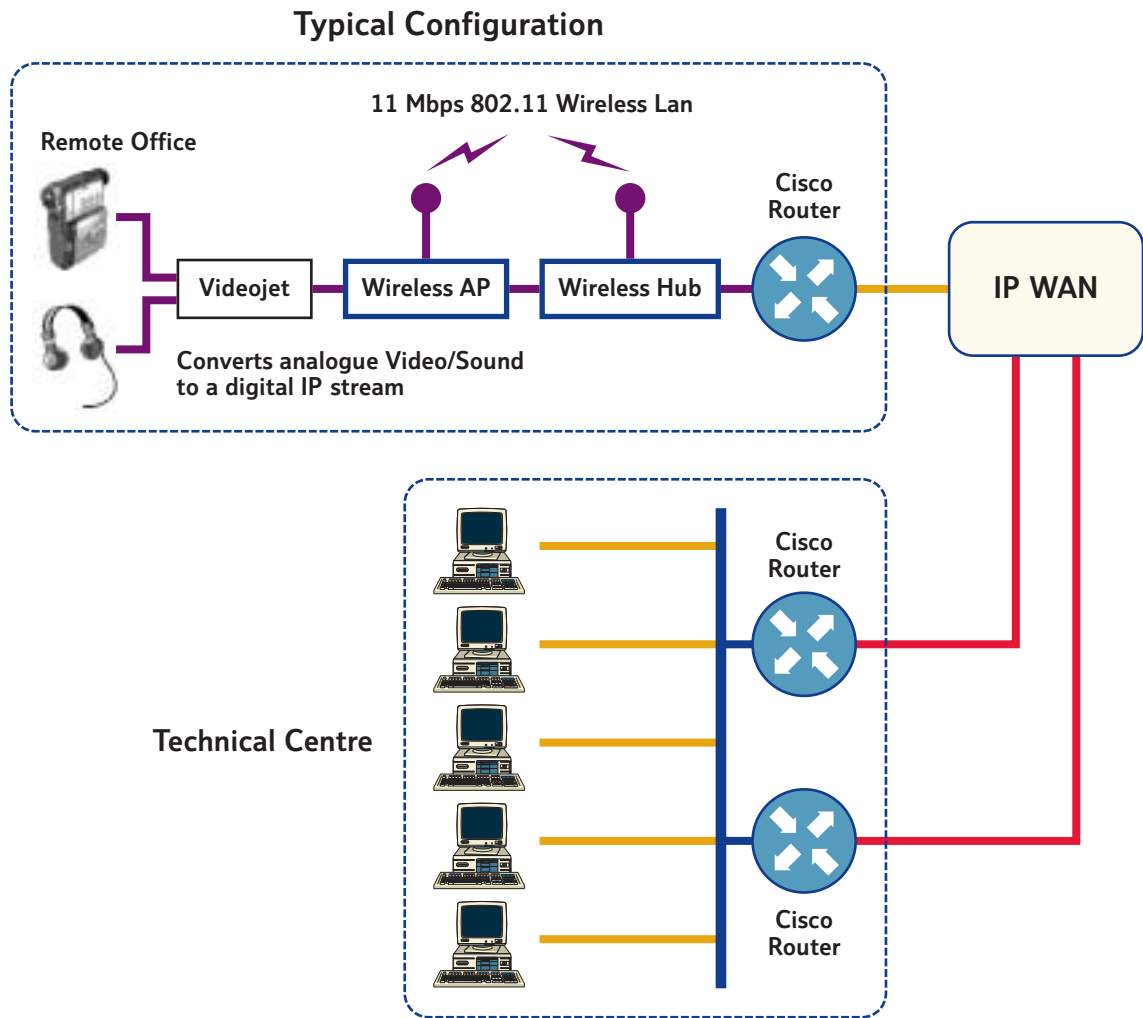 Typical Configuration
11 Mbps 802.11 Wireless Lan
Remote Office
Cisco
Router
Videojet
Wireless AP
Wireless Hub
IP WAN
Converts analogue Video/Sound
to a digital IP stream
Cisco
Router
Technical Centre
Cisco
Router